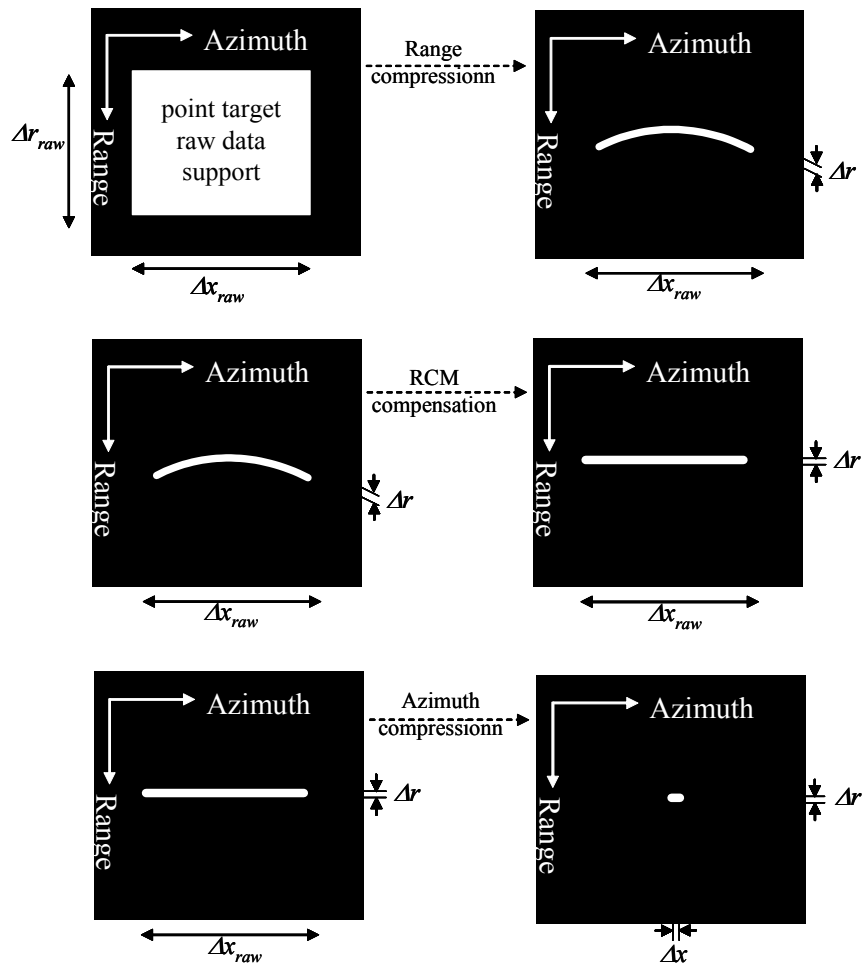 Azimuth
Range
point target
raw data
support
Δr_raw
Δx_raw
Range
compressionn
Azimuth
Range
Δr
Δx_raw
Azimuth
Range
Δr
Δx_raw
RCM
compensation
Azimuth
Range
Δr
Δx_raw
Azimuth
Range
Δr
Δx_raw
Azimuth
compressionn
Azimuth
Range
Δr
Δx